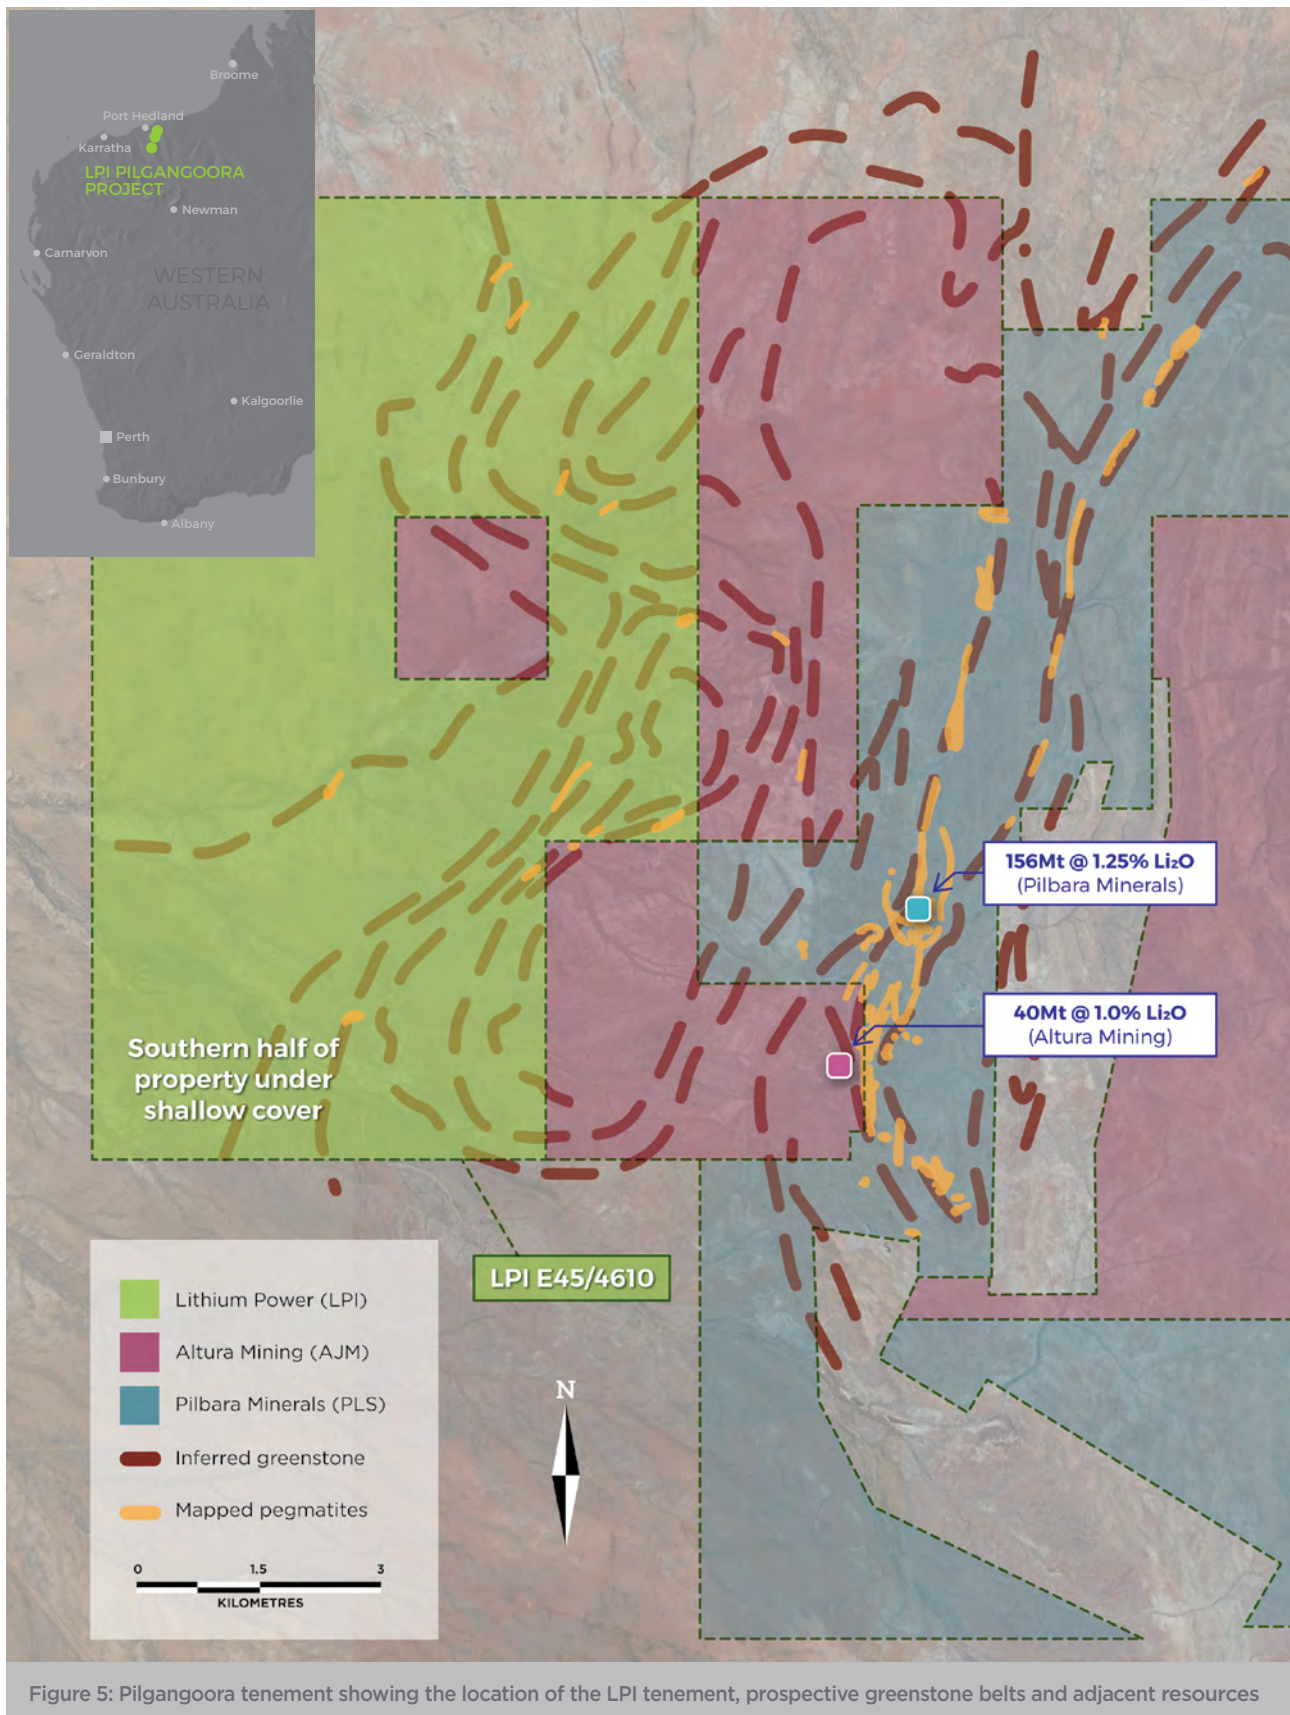 Broome
Port Hedland
Karratha
LPI PILGANGOORA
PROJECT
Newman
Carnarvon
WESTERN
AUSTRALIA
Geraldton
Kalgoorlie
Perth
Bunbury
Albany
156Mt @ 1.25% Li₂O
(Pilbara Minerals)
40Mt @ 1.0% Li₂O
(Altura Mining)
Southern half of
property under
shallow cover
LPI E45/4610
Lithium Power (LPI)
Altura Mining (AJM)
Pilbara Minerals (PLS)
Inferred greenstone
Mapped pegmatites
0 1.5 3
KILOMETRES
N
Figure 5: Pilgangoora tenement showing the location of the LPI tenement, prospective greenstone belts and adjacent resources